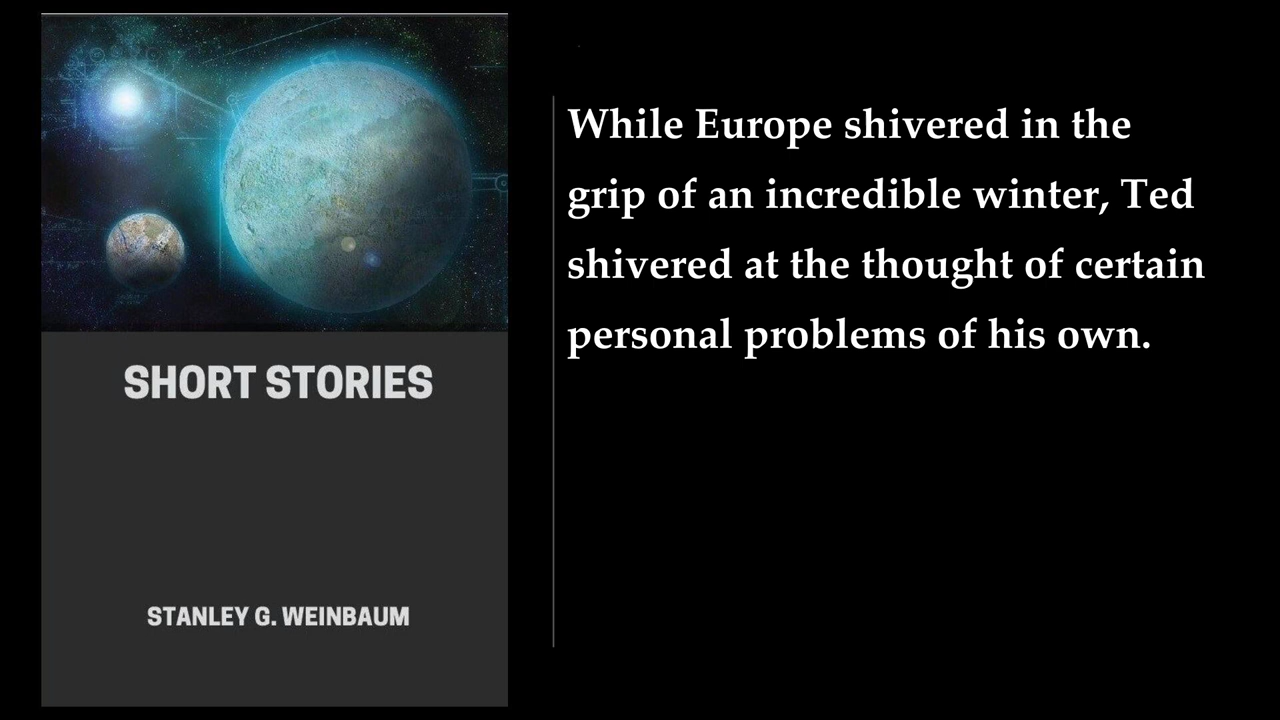 SHORT STORIES
STANLEY G. WEINBAUM
While Europe shivered in the
grip of an incredible winter, Ted
shivered at the thought of certain
personal problems of his own.